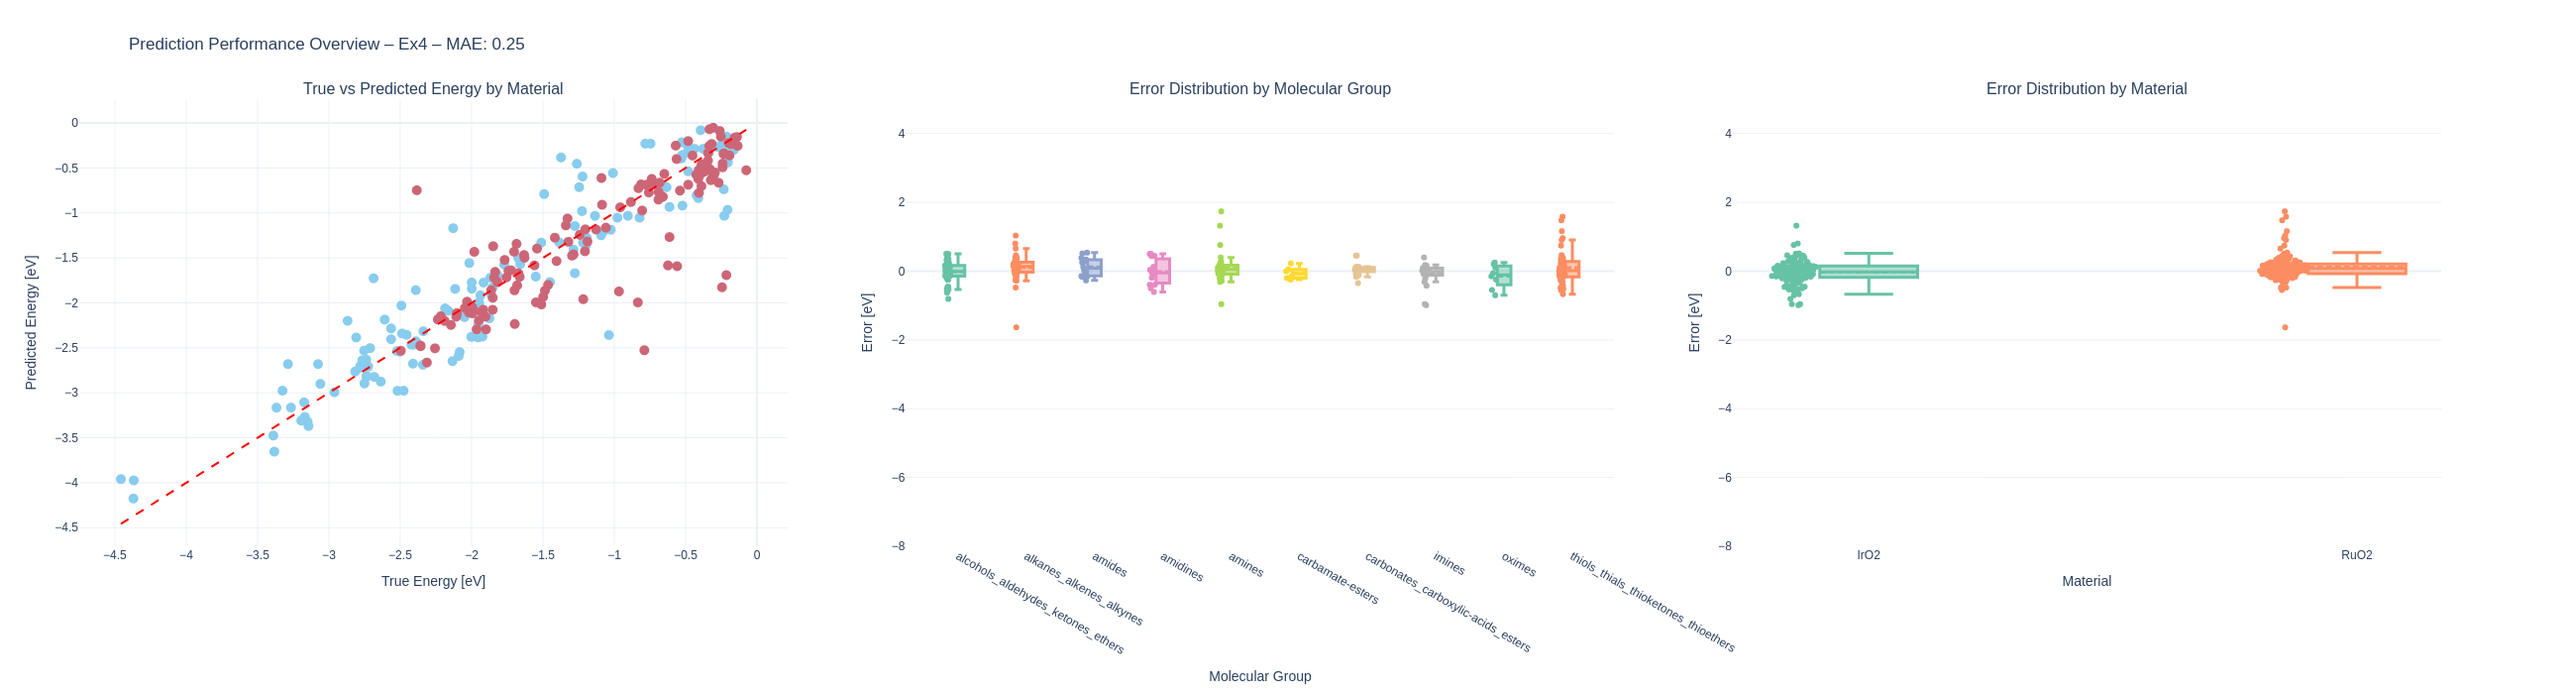 Prediction Performance Overview – Ex4 – MAE: 0.25
True vs Predicted Energy by Material
0
−0.5
−1
−1.5
−2
−2.5
−3
−3.5
−4
−4.5
Predicted Energy [eV]
−4.5
−4
−3.5
−3
−2.5
−2
−1.5
−1
−0.5
0
True Energy [eV]
Error Distribution by Molecular Group
4
2
0
−2
−4
−6
−8
Error [eV]
alcohols_aldehydes_ketones_ethers
alkanes_alkenes_alkynes
amides
amidines
amines
carbamate-esters
carbonates_carboxylic-acids_esters
imines
oximes
thiols_thials_thioketones_thioethers
Molecular Group
Error Distribution by Material
4
2
0
−2
−4
−6
−8
Error [eV]
IrO2
RuO2
Material